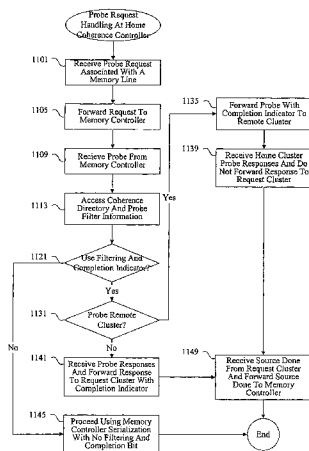 Probe Request
Handling At Home
Coherence Controller
1101
Receive Probe Request
Associated With A
Memory Line
1105
Forward Request To
Memory Controller
1109
Recieve Probe From
Memory Controller
1113
Access Coherence
Directory And Probe
Filter Information
1121
Use Filtering And
Completion Indicator?
Yes
No
1131
Probe Remote
Cluster?
Yes
No
1141
Receive Probe Responses
And Forward Response
To Request Cluster With
Completion Indicator
1145
Proceed Using Memory
Controller Serialization
With No Filtering And
Completion Bit
1135
Forward Probe With
Completion Indicator To
Remote Cluster
1139
Receive Home Cluster
Probe Responses And Do
Not Forward Response To
Request Cluster
1149
Receive Source Done
From Request Cluster
And Forward Source
Done To Memory
Controller
End